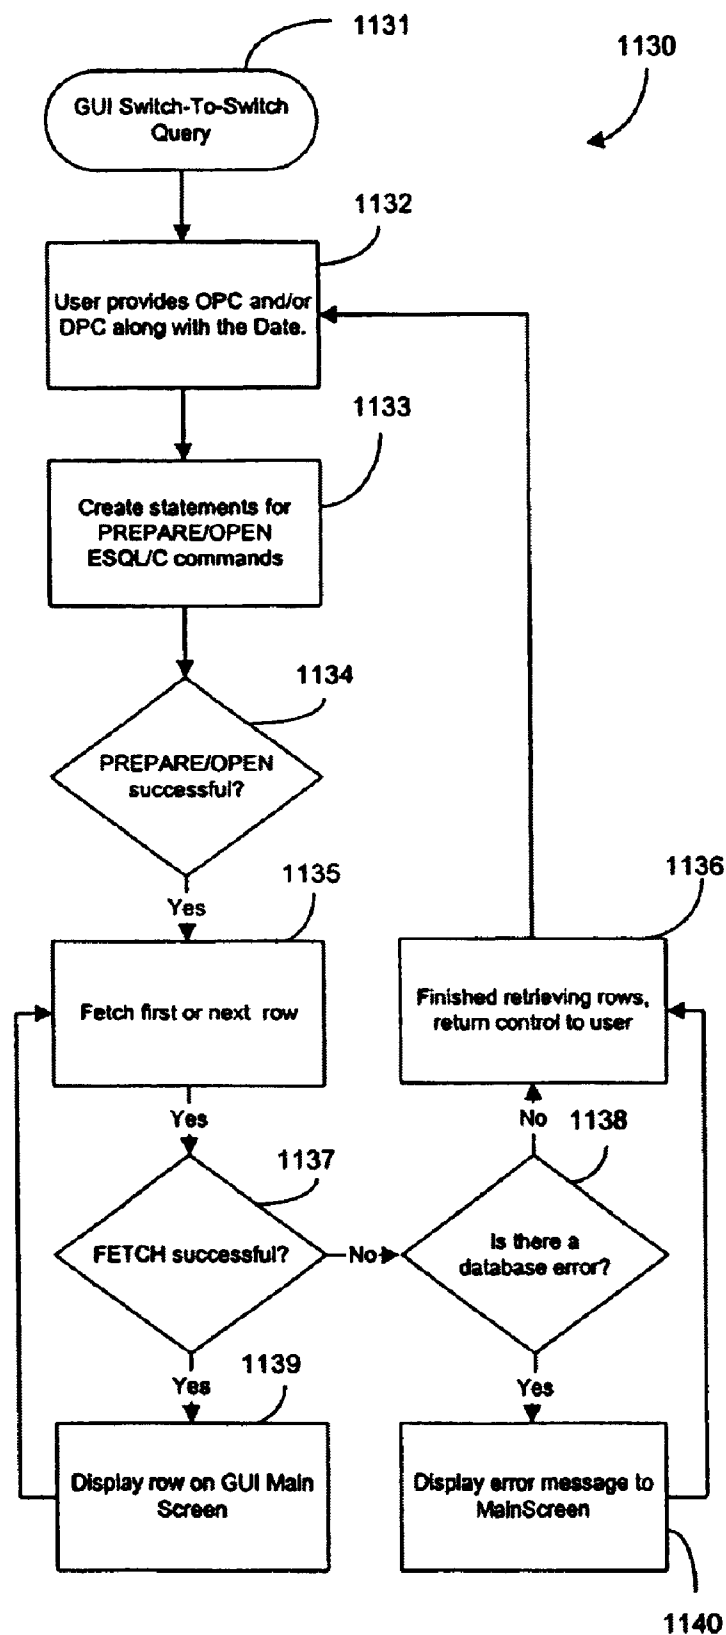 1131
1130
GUI Switch-To-Switch
Query
1132
User provides OPC and/or
DPC along with the Date.
1133
Create statements for
PREPARE/OPEN
ESQL/C commands
1134
PREPARE/OPEN
successful?
1135
Yes
1136
Fetch first or next row
Finished retrieving rows,
return control to user
Yes
No
1138
1137
FETCH successful?
No
Is there a
database error?
1139
Yes
Yes
Display row on GUI Main
Screen
Display error message to
MainScreen
1140